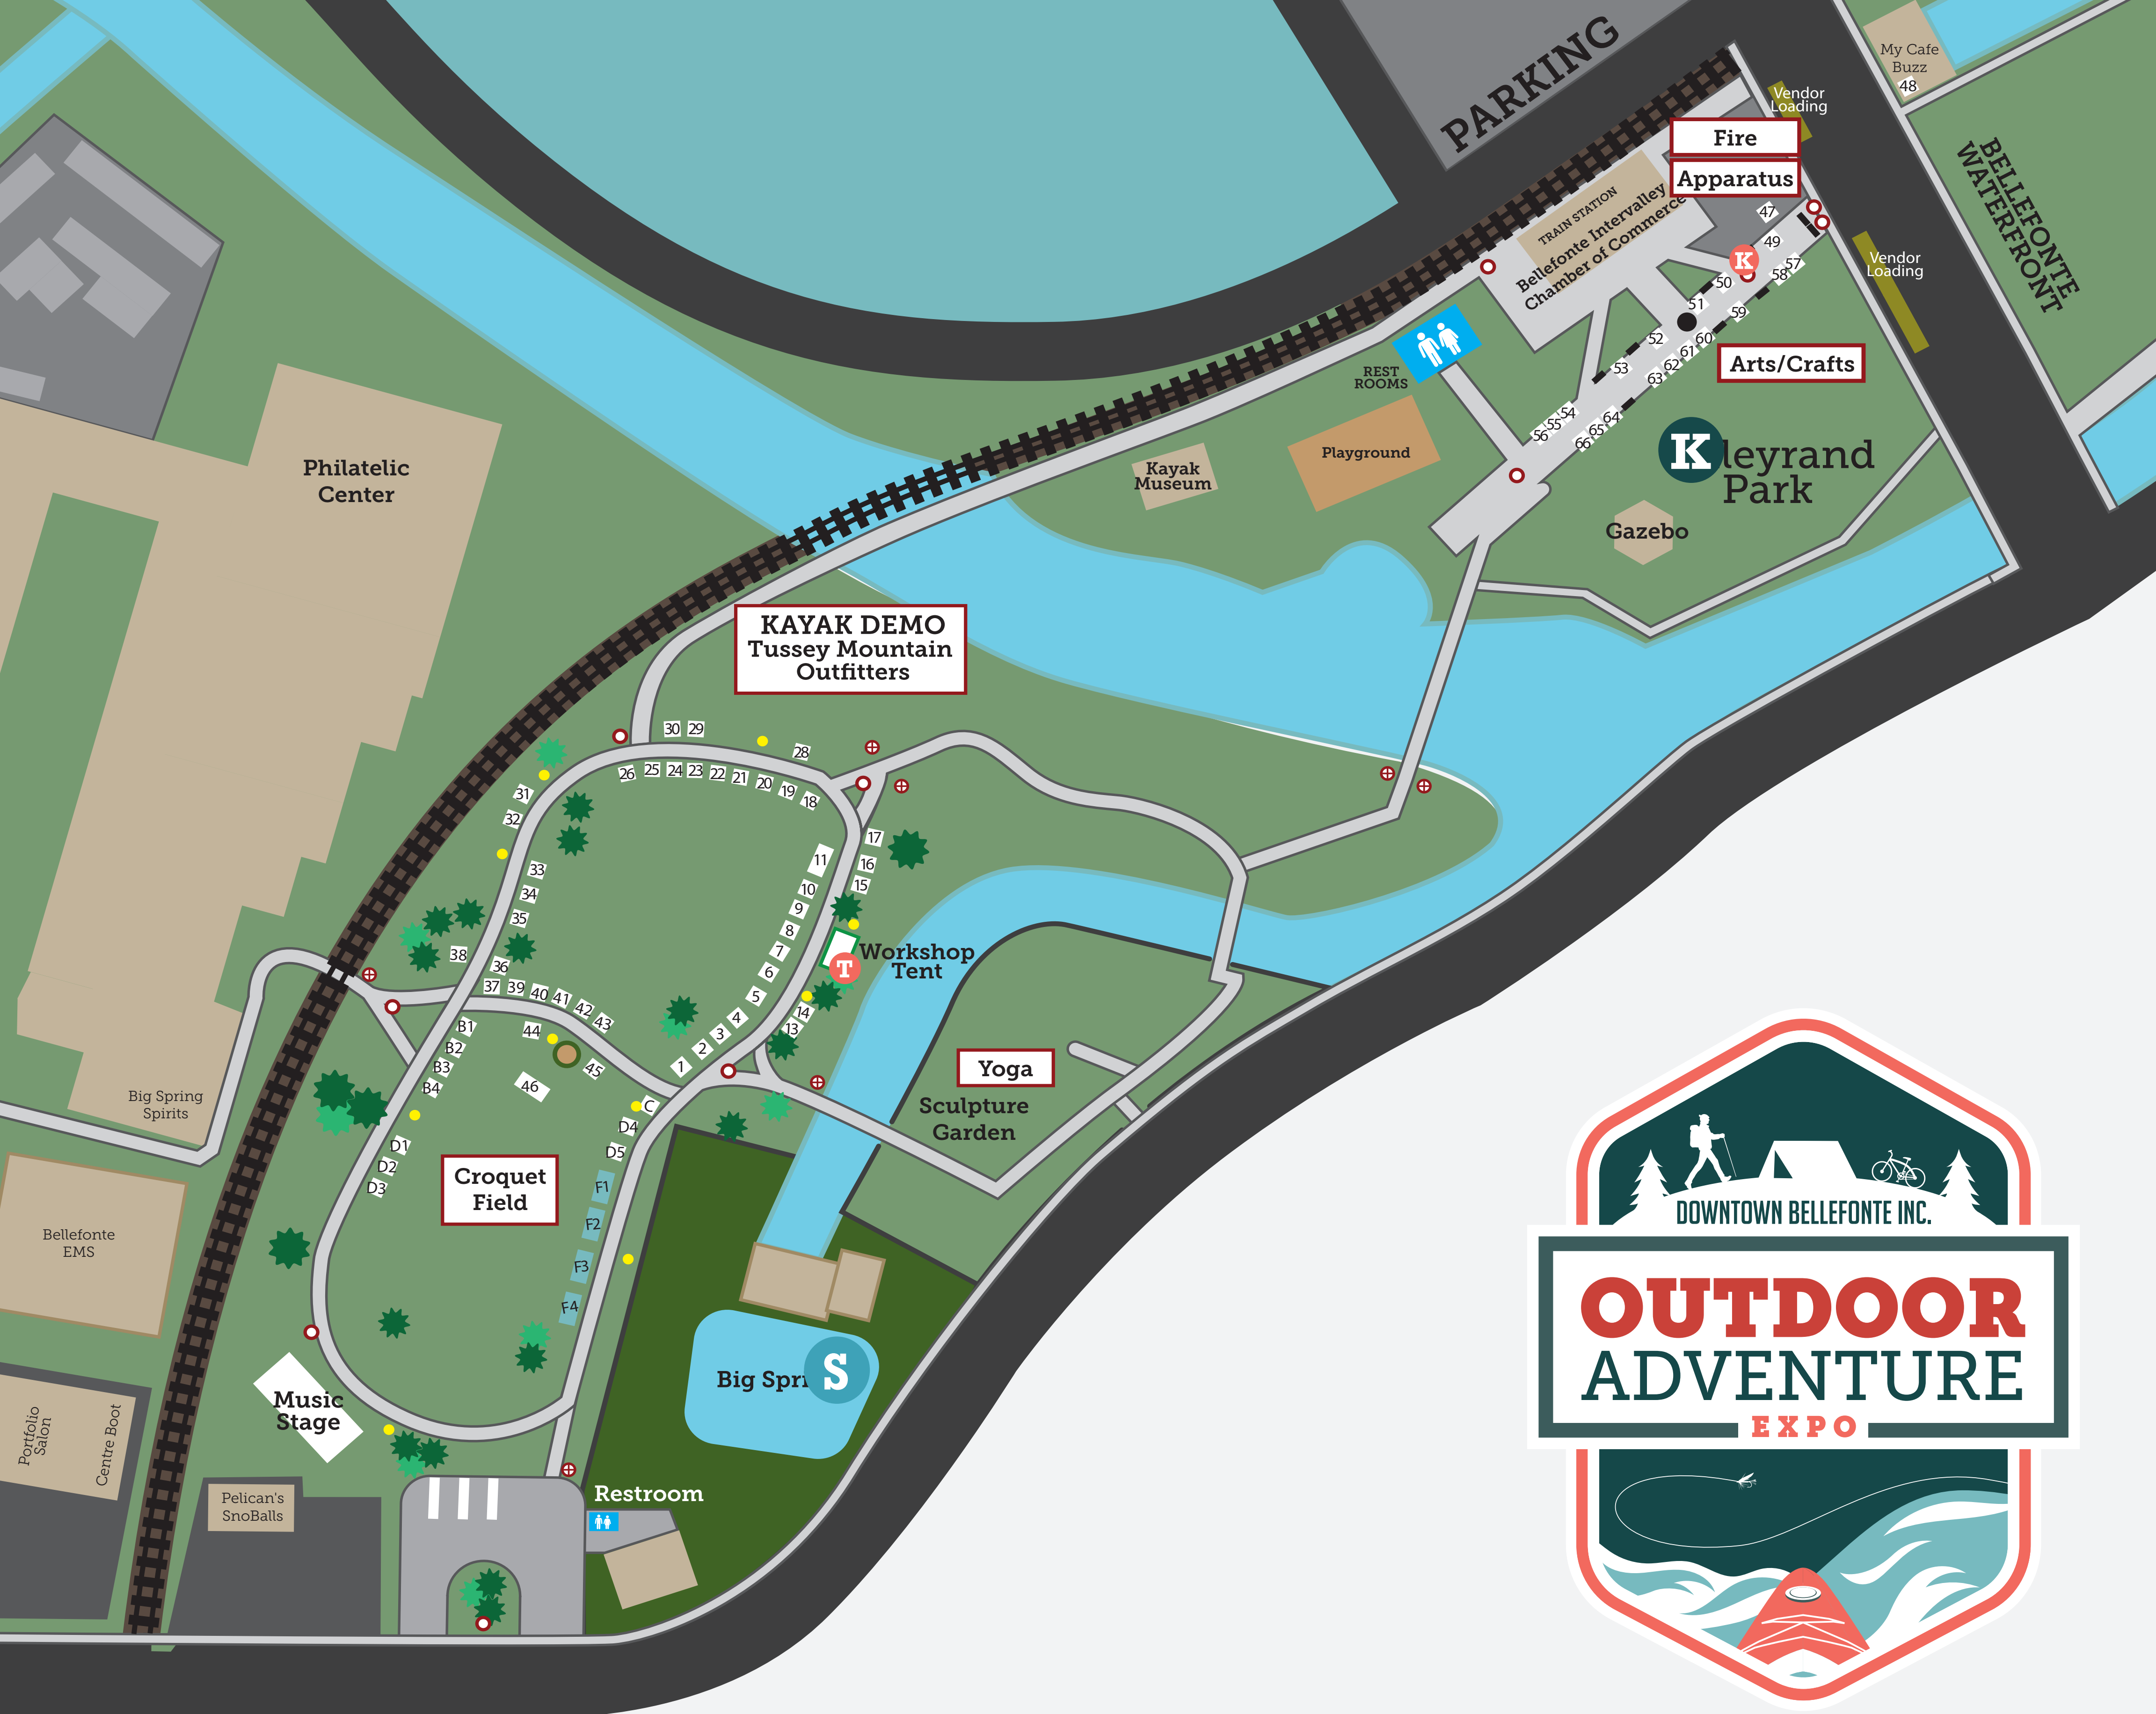 PARKING
My Cafe
Buzz
48
Vendor
Loading
Fire
Apparatus
BELLEFONTE
WATERFRONT
TRAIN STATION
Bellefonte Intervalley
Chamber of Commerce
47
49
K
57
58
50
51
59
Vendor
Loading
52
60
61
53
62
63
Arts/Crafts
REST
ROOMS
54
55
56
64
65
66
Playground
Kleyrand
Park
Kayak
Museum
Gazebo
Philatelic
Center
KAYAK DEMO
Tussey Mountain
Outfitters
30
29
28
26
25
24
23
22
21
20
19
18
31
32
33
34
35
38
36
37
39
40
41
42
43
44
45
46
17
16
15
11
10
9
8
7
6
5
4
3
2
1
14
13
Workshop
Tent
T
B1
B2
B3
B4
C
D4
D5
D1
D2
D3
F1
F2
F3
F4
Croquet
Field
Yoga
Sculpture
Garden
Big Spring
Spirits
Bellefonte
EMS
Music
Stage
Portfolio
Salon
Centre Boot
Pelican's
SnoBalls
Big Spri
S
Restroom
DOWNTOWN BELLEFONTE INC.
OUTDOOR
ADVENTURE
EXPO